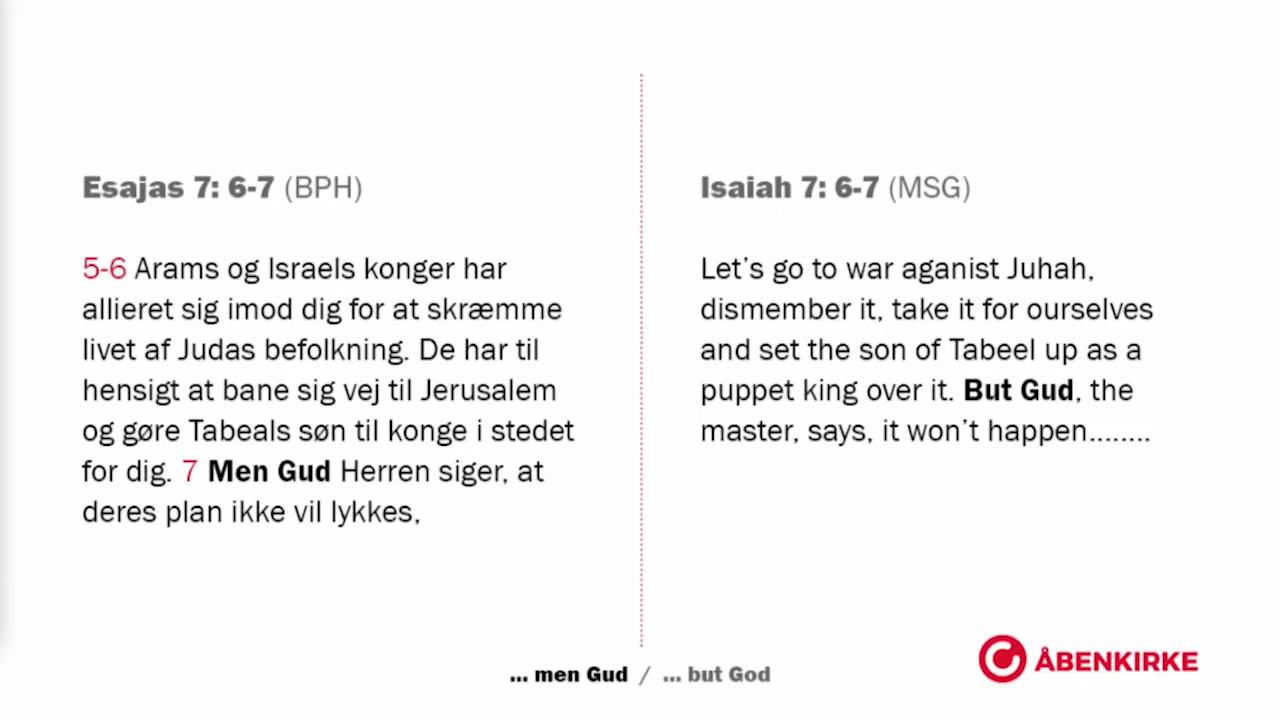 Esajas 7: 6-7 (BPH)
5-6 Arams og Israels konger har
allieret sig imod dig for at skræmme
livet af Judas befolkning. De har til
hensigt at bane sig vej til Jerusalem
og gøre Tabeals søn til konge i stedet
for dig. 7 Men Gud Herren siger, at
deres plan ikke vil lykkes,
Isaiah 7: 6-7 (MSG)
Let’s go to war aganist Juhah,
dismember it, take it for ourselves
and set the son of Tabeel up as a
puppet king over it. But Gud, the
master, says, it won’t happen........
... men Gud / ... but God
ÅBENKIRKE